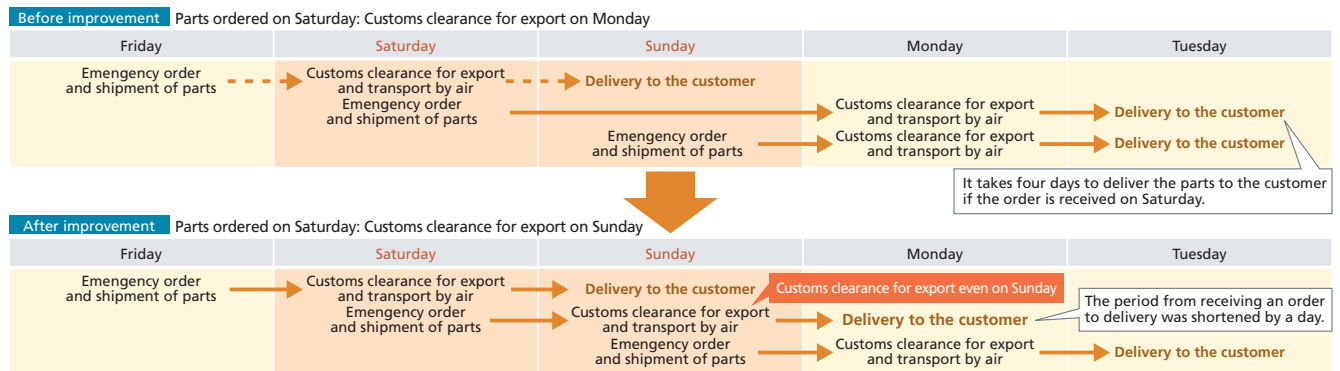 Before improvement Parts ordered on Saturday: Customs clearance for export on Monday
Friday Saturday Sunday Monday Tuesday
Emengency order
and shipment of parts
Customs clearance for export
and transport by air
Delivery to the customer
Emengency order
and shipment of parts
Customs clearance for export
and transport by air
Delivery to the customer
Emengency order
and shipment of parts
Customs clearance for export
and transport by air
Delivery to the customer
It takes four days to deliver the parts to the customer
if the order is received on Saturday.
After improvement Parts ordered on Saturday: Customs clearance for export on Sunday
Friday Saturday Sunday Monday Tuesday
Emengency order
and shipment of parts
Customs clearance for export
and transport by air
Delivery to the customer
Customs clearance for export even on Sunday
Emengency order
and shipment of parts
Customs clearance for export
and transport by air
Delivery to the customer
The period from receiving an order
to delivery was shortened by a day.
Emengency order
and shipment of parts
Customs clearance for export
and transport by air
Delivery to the customer